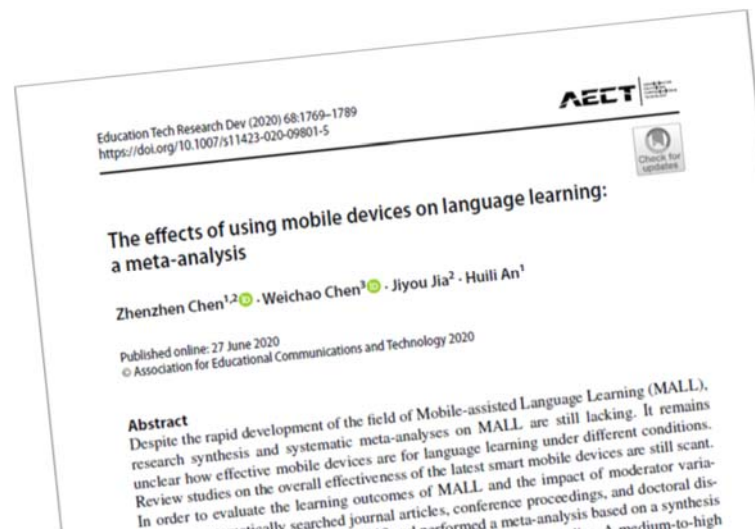 Education Tech Research Dev (2020) 68:1769–1789
https://doi.org/10.1007/s11423-020-09801-5
AECT
Check for
updates
The effects of using mobile devices on language learning:
a meta-analysis
Zhenzhen Chen1,2 iD · Weichao Chen3 iD · Jiyou Jia2 · Huili An1
Published online: 27 June 2020
© Association for Educational Communications and Technology 2020
Abstract
Despite the rapid development of the field of Mobile-assisted Language Learning (MALL),
research synthesis and systematic meta-analyses on MALL are still lacking. It remains
unclear how effective mobile devices are for language learning under different conditions.
Review studies on the overall effectiveness of the latest smart mobile devices are still scant.
In order to evaluate the learning outcomes of MALL and the impact of moderator varia-
searched journal articles, conference proceedings, and doctoral dis-
performed a meta-analysis based on a synthesis
A medium-to-high